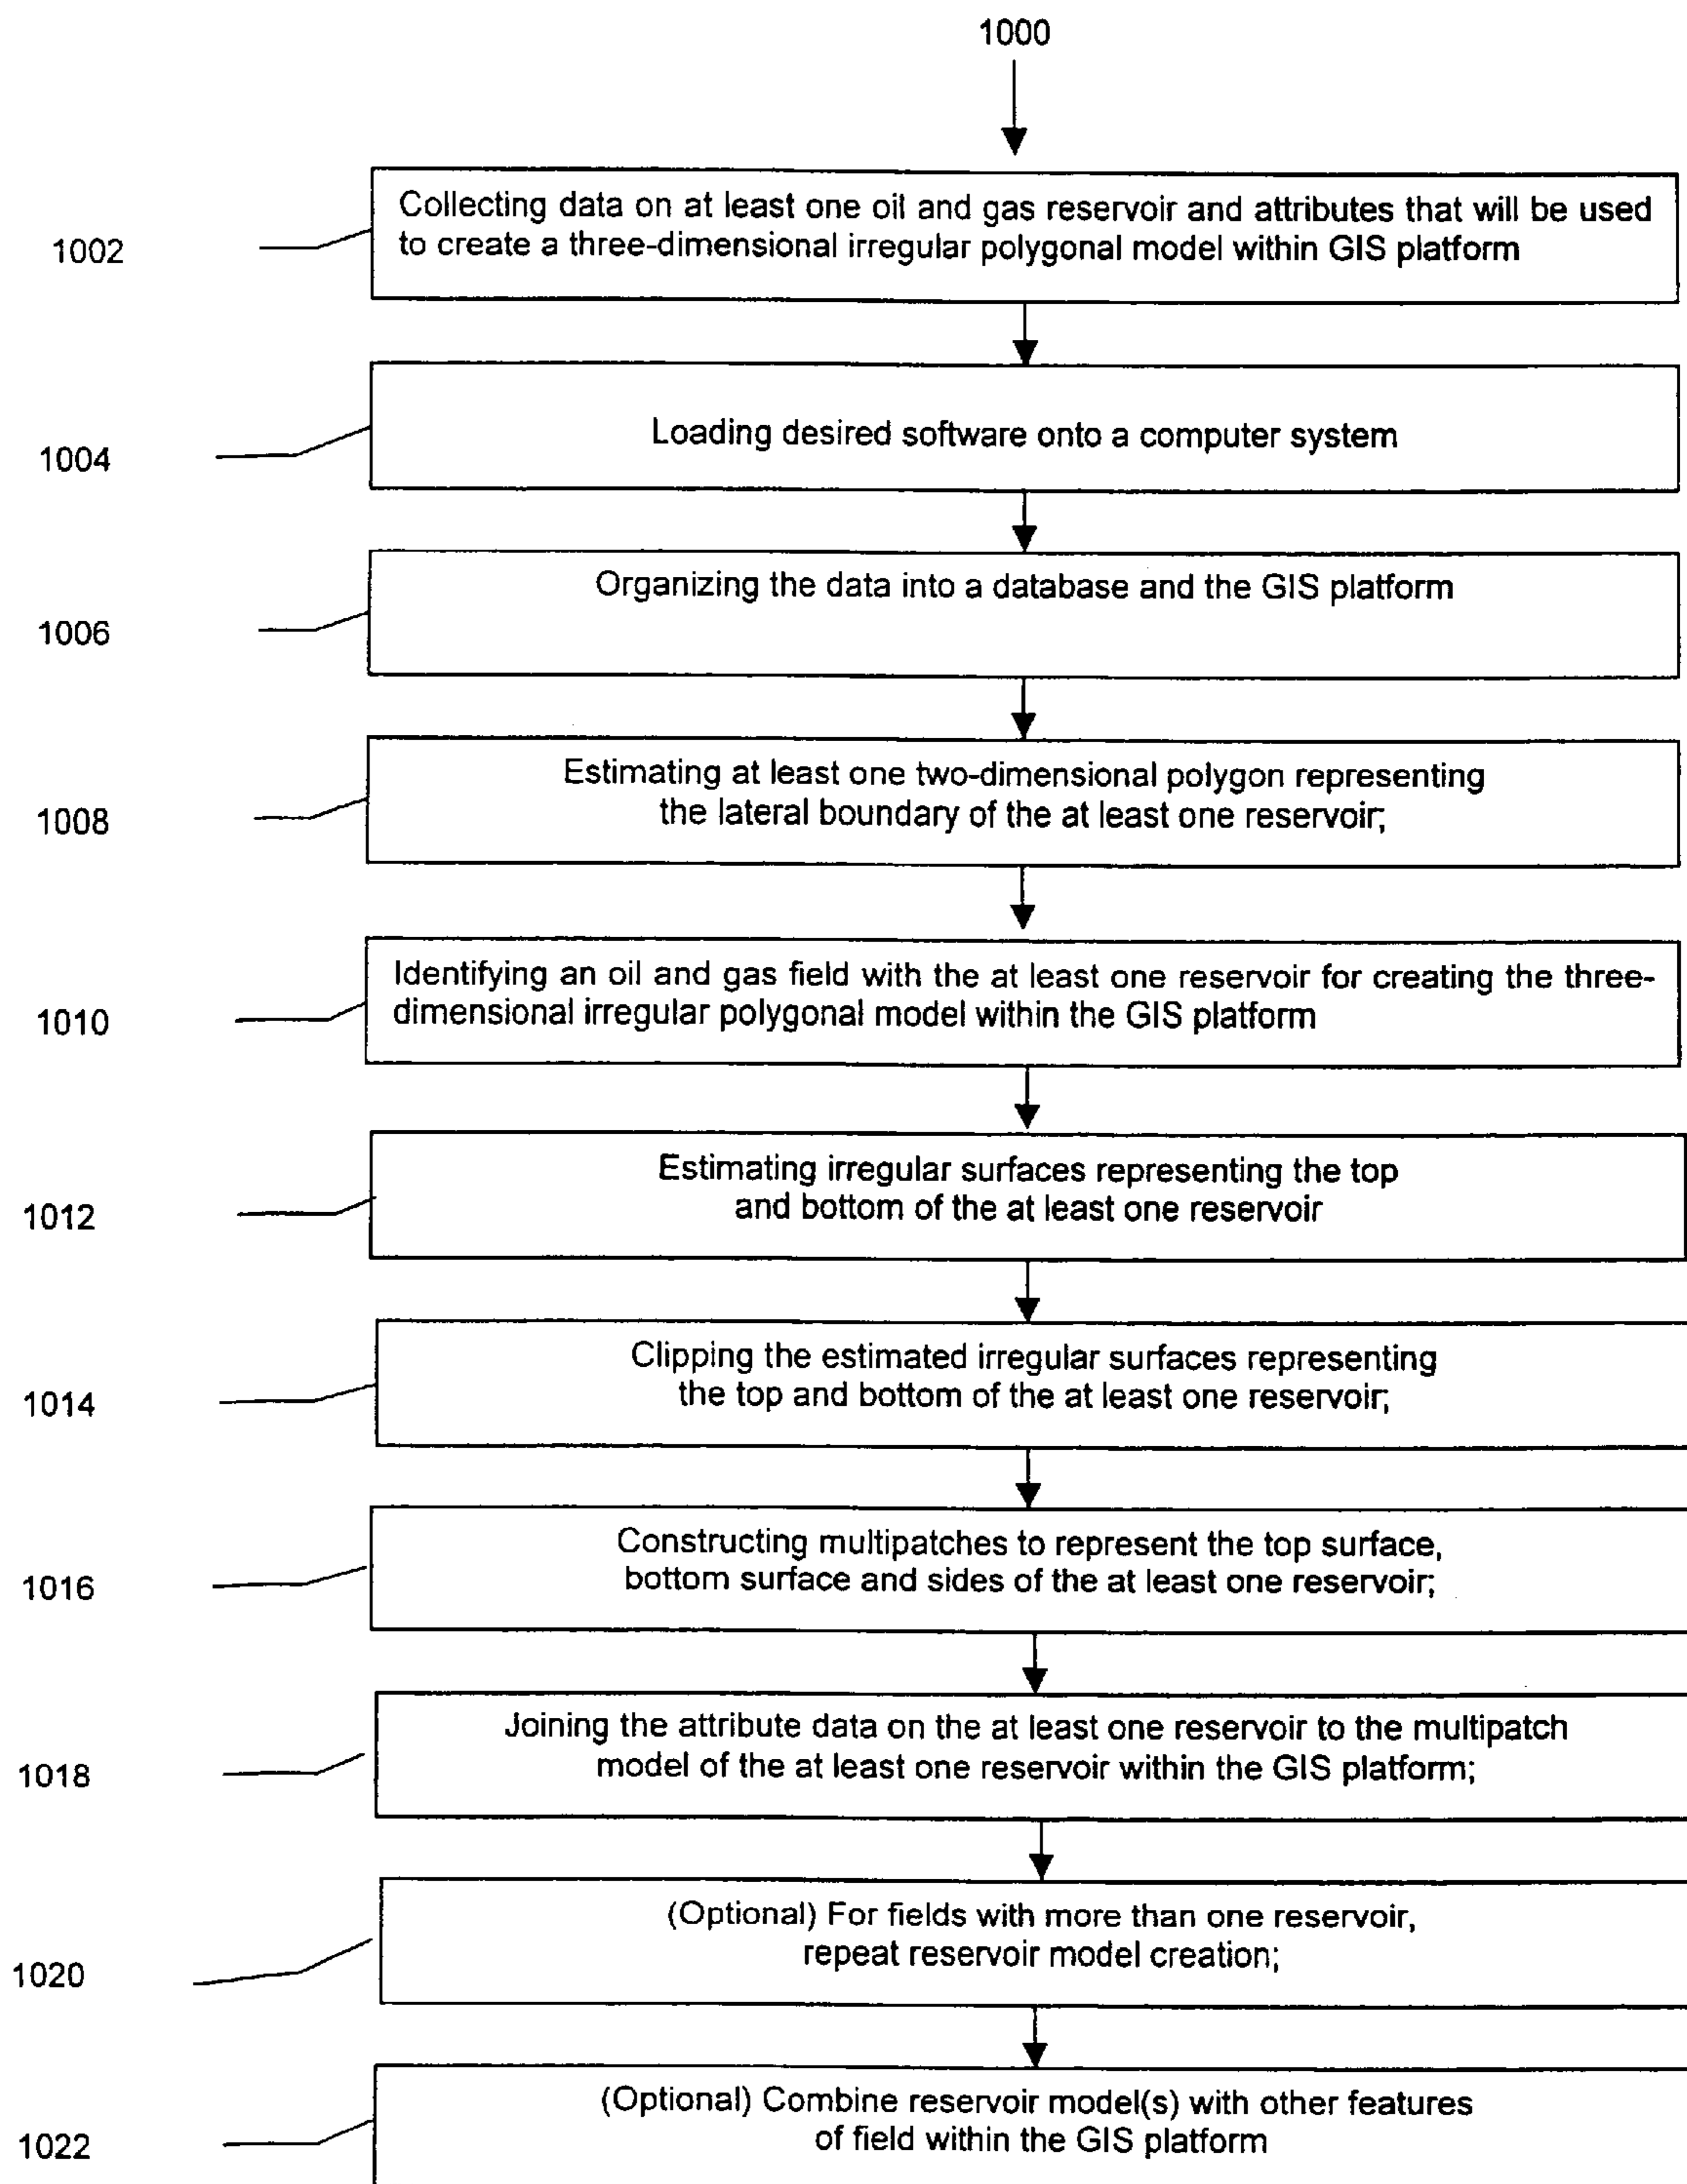 1000
1002
Collecting data on at least one oil and gas reservoir and attributes that will be used
to create a three-dimensional irregular polygonal model within GIS platform
1004
Loading desired software onto a computer system
1006
Organizing the data into a database and the GIS platform
1008
Estimating at least one two-dimensional polygon representing
the lateral boundary of the at least one reservoir;
1010
Identifying an oil and gas field with the at least one reservoir for creating the three-
dimensional irregular polygonal model within the GIS platform
1012
Estimating irregular surfaces representing the top
and bottom of the at least one reservoir
1014
Clipping the estimated irregular surfaces representing
the top and bottom of the at least one reservoir;
1016
Constructing multipatches to represent the top surface,
bottom surface and sides of the at least one reservoir;
1018
Joining the attribute data on the at least one reservoir to the multipatch
model of the at least one reservoir within the GIS platform;
1020
(Optional) For fields with more than one reservoir,
repeat reservoir model creation;
1022
(Optional) Combine reservoir model(s) with other features
of field within the GIS platform